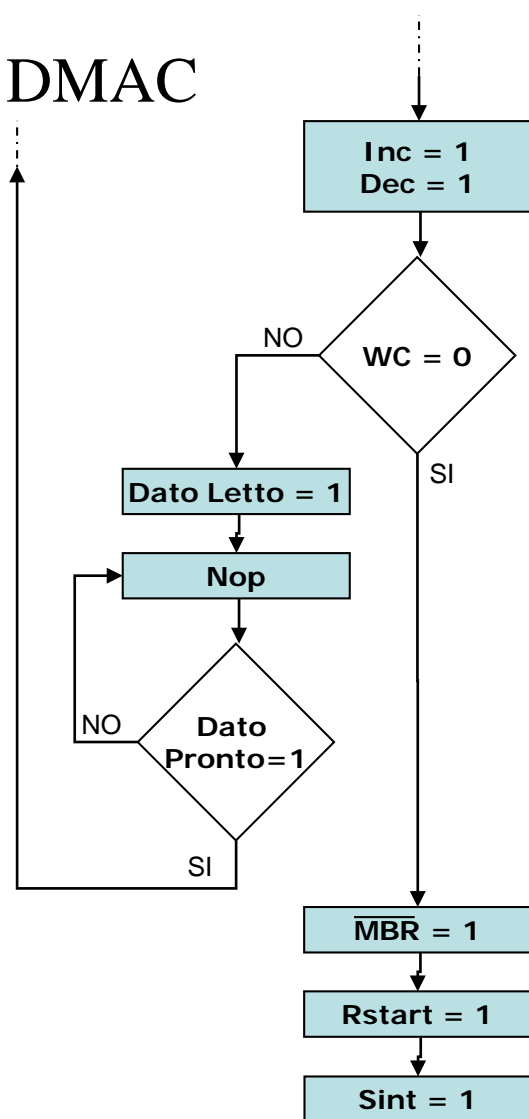 DMAC
Inc = 1
Dec = 1
WC = 0
NO
SI
Dato Letto = 1
Nop
Dato
Pronto=1
NO
SI
M̅B̅R̅ = 1
Rstart = 1
Sint = 1